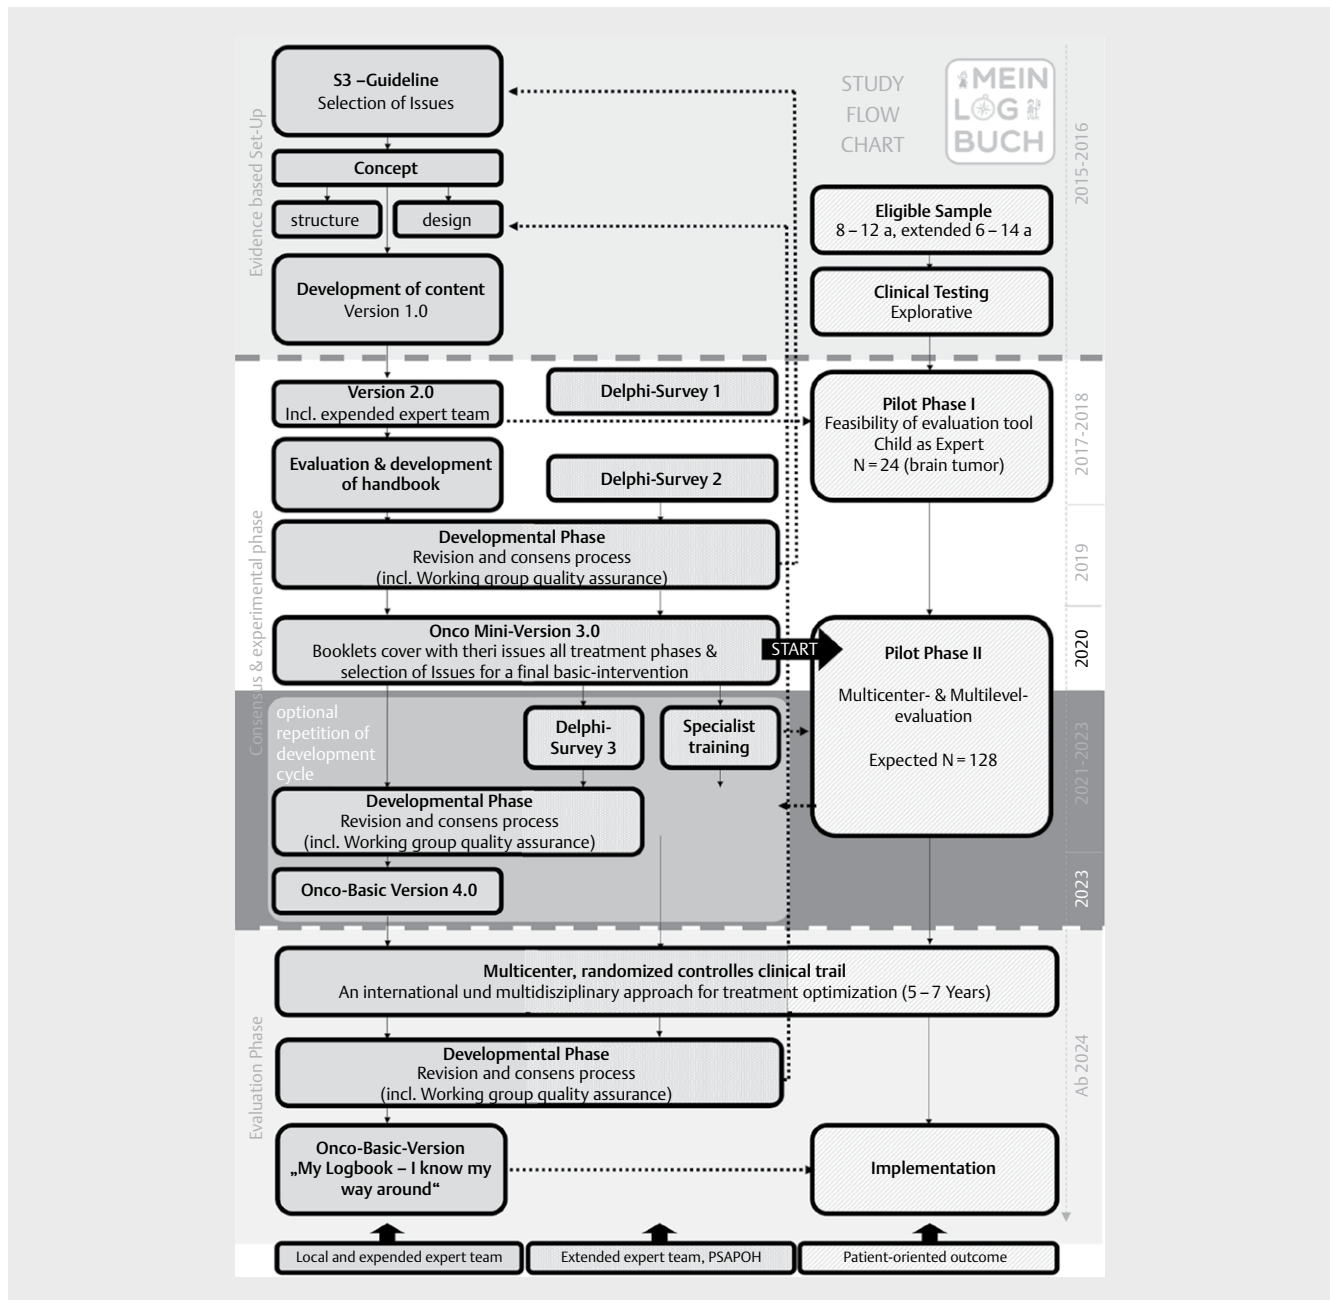 S3 –Guideline
Selection of Issues
Concept
structure
design
Development of content
Version 1.0
Evidence based Set-Up
STUDY
FLOW
CHART
MEIN
LOG
BUCH
2015-2016
Eligible Sample
8 – 12 a, extended 6 – 14 a
Clinical Testing
Explorative
Version 2.0
Incl. expended expert team
Delphi-Survey 1
Evaluation & development
of handbook
Delphi-Survey 2
Pilot Phase I
Feasibility of evaluation tool
Child as Expert
N = 24 (brain tumor)
2017-2018
Developmental Phase
Revision and consens process
(incl. Working group quality assurance)
2019
Consensus & experimental phase
Onco Mini-Version 3.0
Booklets cover with theri issues all treatment phases &
selection of Issues for a final basic-intervention
START
Pilot Phase II
Multicenter- & Multilevel-
evaluation
Expected N = 128
2020
optional
repetition of
development
cycle
Delphi-
Survey 3
Specialist
training
2021-2023
Developmental Phase
Revision and consens process
(incl. Working group quality assurance)
Onco-Basic Version 4.0
2023
Multicenter, randomized controlles clinical trail
An international und multidisziplinary approach for treatment optimization (5 – 7 Years)
Evaluation Phase
Developmental Phase
Revision and consens process
(incl. Working group quality assurance)
Ab 2024
Onco-Basic-Version
„My Logbook – I know my
way around“
Implementation
Local and expended expert team
Extended expert team, PSAPOH
Patient-oriented outcome